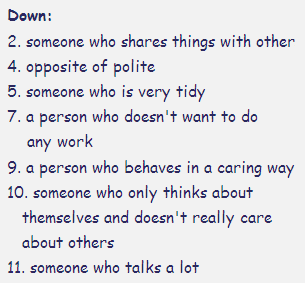 Down:
2. someone who shares things with other
4. opposite of polite
5. someone who is very tidy
7. a person who doesn't want to do
any work
9. a person who behaves in a caring way
10. someone who only thinks about
themselves and doesn't really care
about others
11. someone who talks a lot